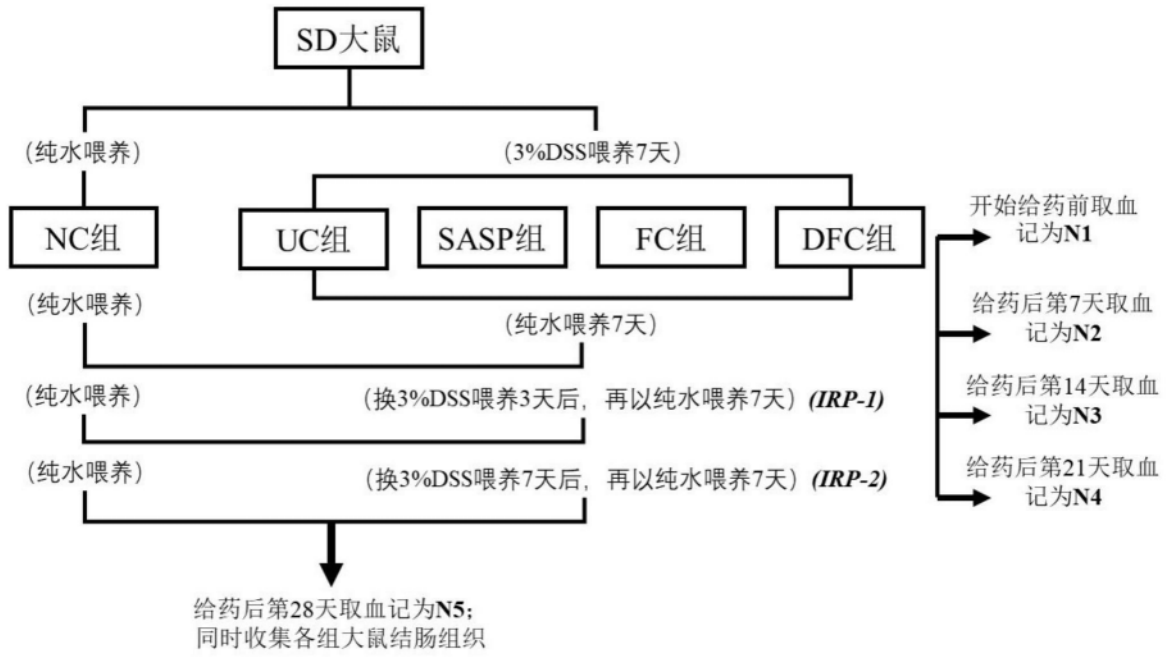 SD大鼠
(纯水喂养)
(3%DSS喂养7天)
NC组
UC组
SASP组
FC组
DFC组
开始给药前取血
记为N1
(纯水喂养)
(纯水喂养7天)
给药后第7天取血
记为N2
(纯水喂养)
(换3%DSS喂养3天后，再以纯水喂养7天) (IRP-1)
给药后第14天取血
记为N3
(纯水喂养)
(换3%DSS喂养7天后，再以纯水喂养7天) (IRP-2)
给药后第21天取血
记为N4
给药后第28天取血记为N5；
同时收集各组大鼠结肠组织